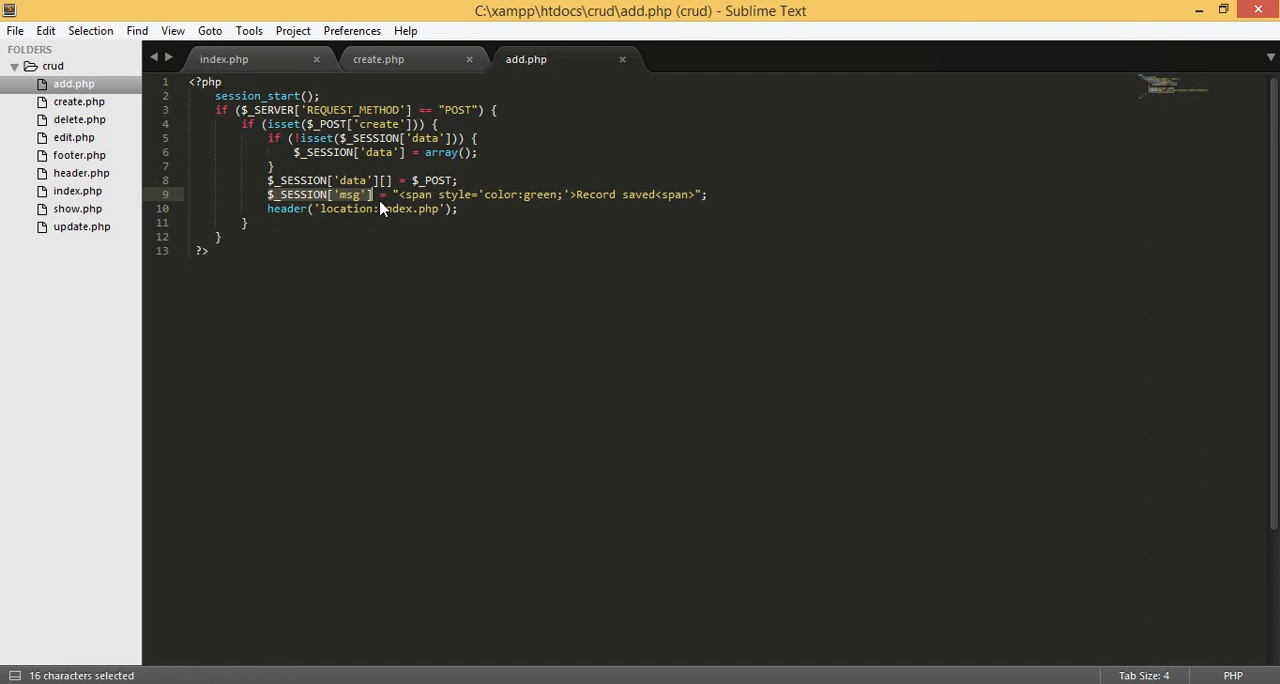 C:\xampp\htdocs\crud\add.php (crud) - Sublime Text
File Edit Selection Find View Goto Tools Project Preferences Help
FOLDERS
crud
add.php
create.php
delete.php
edit.php
footer.php
header.php
index.php
show.php
update.php
index.php × create.php × add.php ×
1 <?php
2 session_start();
3 if ($_SERVER['REQUEST_METHOD'] == "POST") {
4 if (isset($_POST['create'])) {
5 if (!isset($_SESSION['data'])) {
6 $_SESSION['data'] = array();
7 }
8 $_SESSION['data'][] = $_POST;
9 $_SESSION['msg'] = "<span style='color:green;'>Record saved<span>";
10 header('location:index.php');
11 }
12 }
13 ?>
16 characters selected Tab Size: 4 PHP